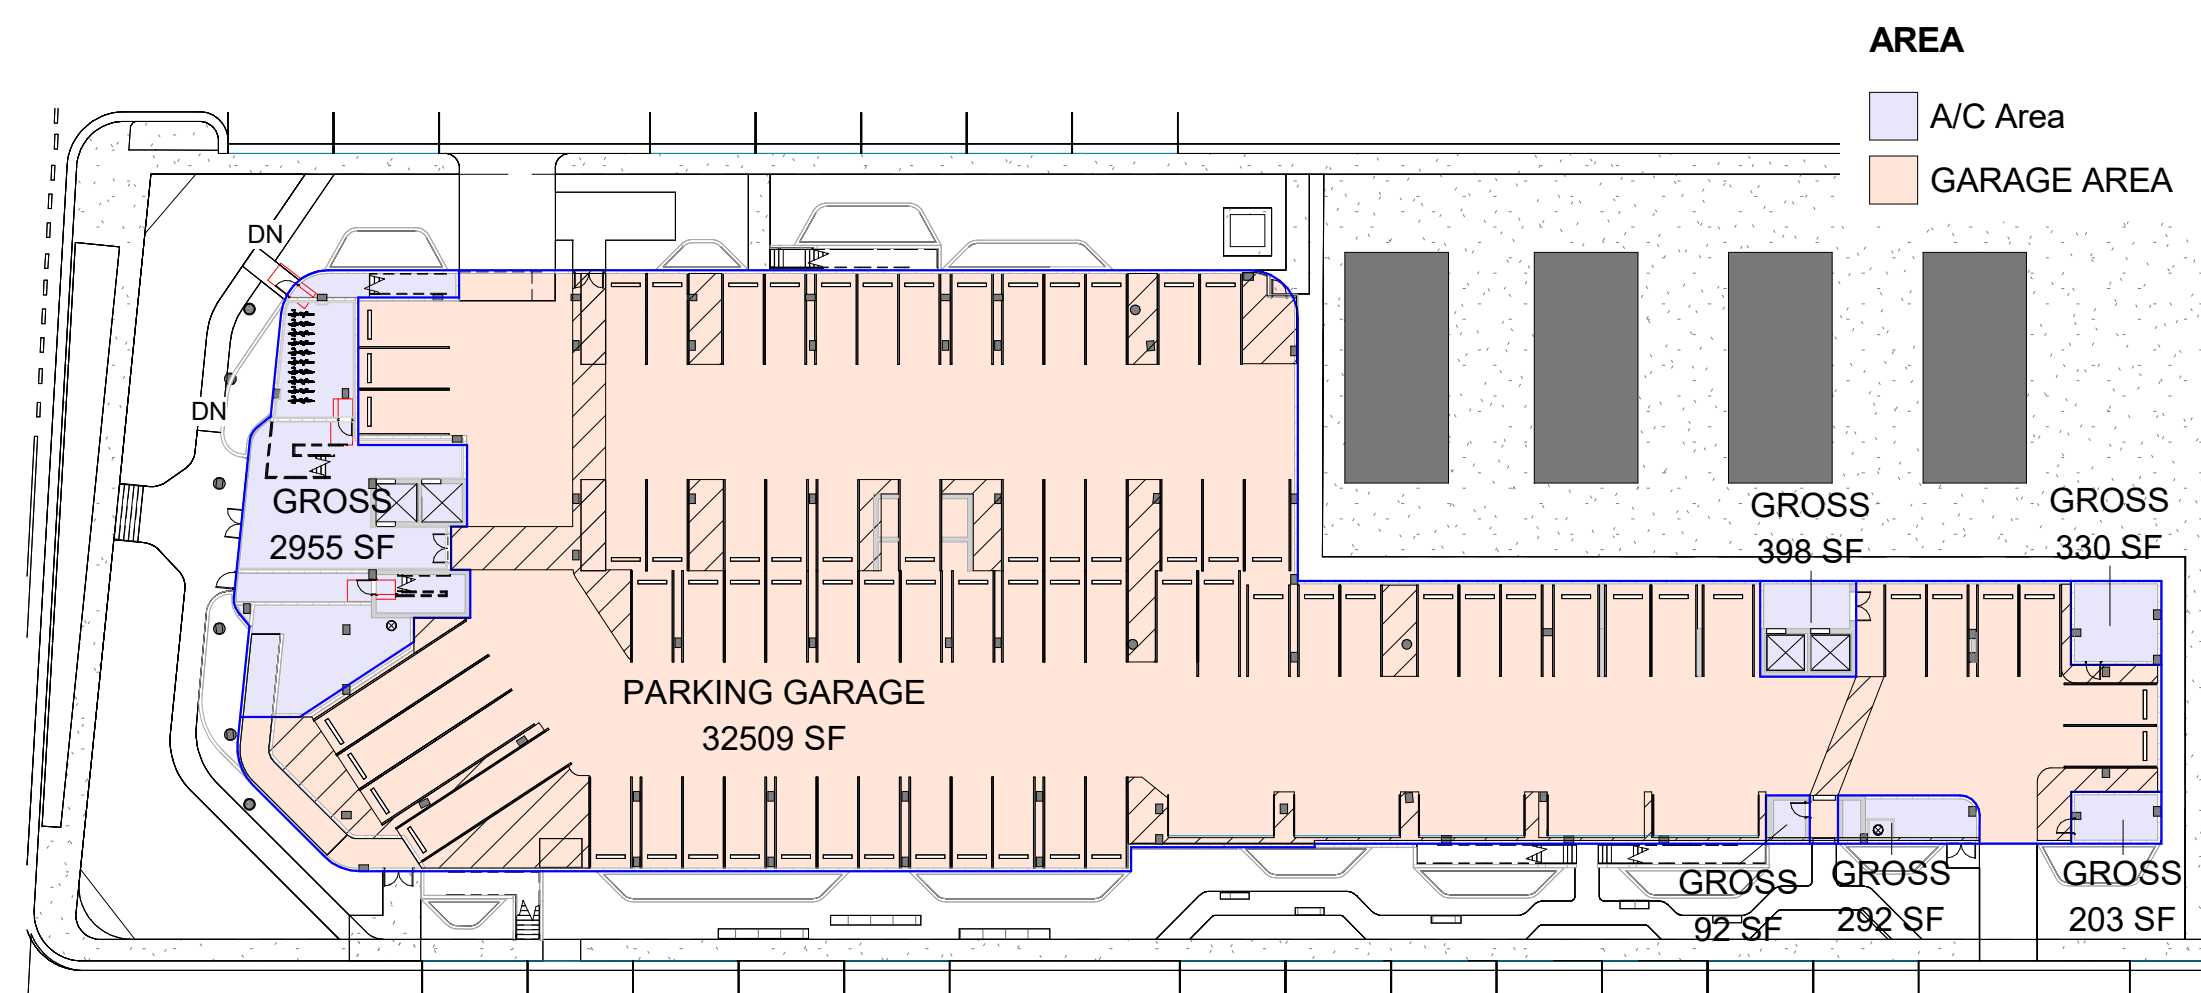 AREA
A/C Area
GARAGE AREA
DN
DN
GROSS
2955 SF
GROSS
398 SF
GROSS
330 SF
PARKING GARAGE
32509 SF
GROSS
92 SF
GROSS
292 SF
GROSS
203 SF